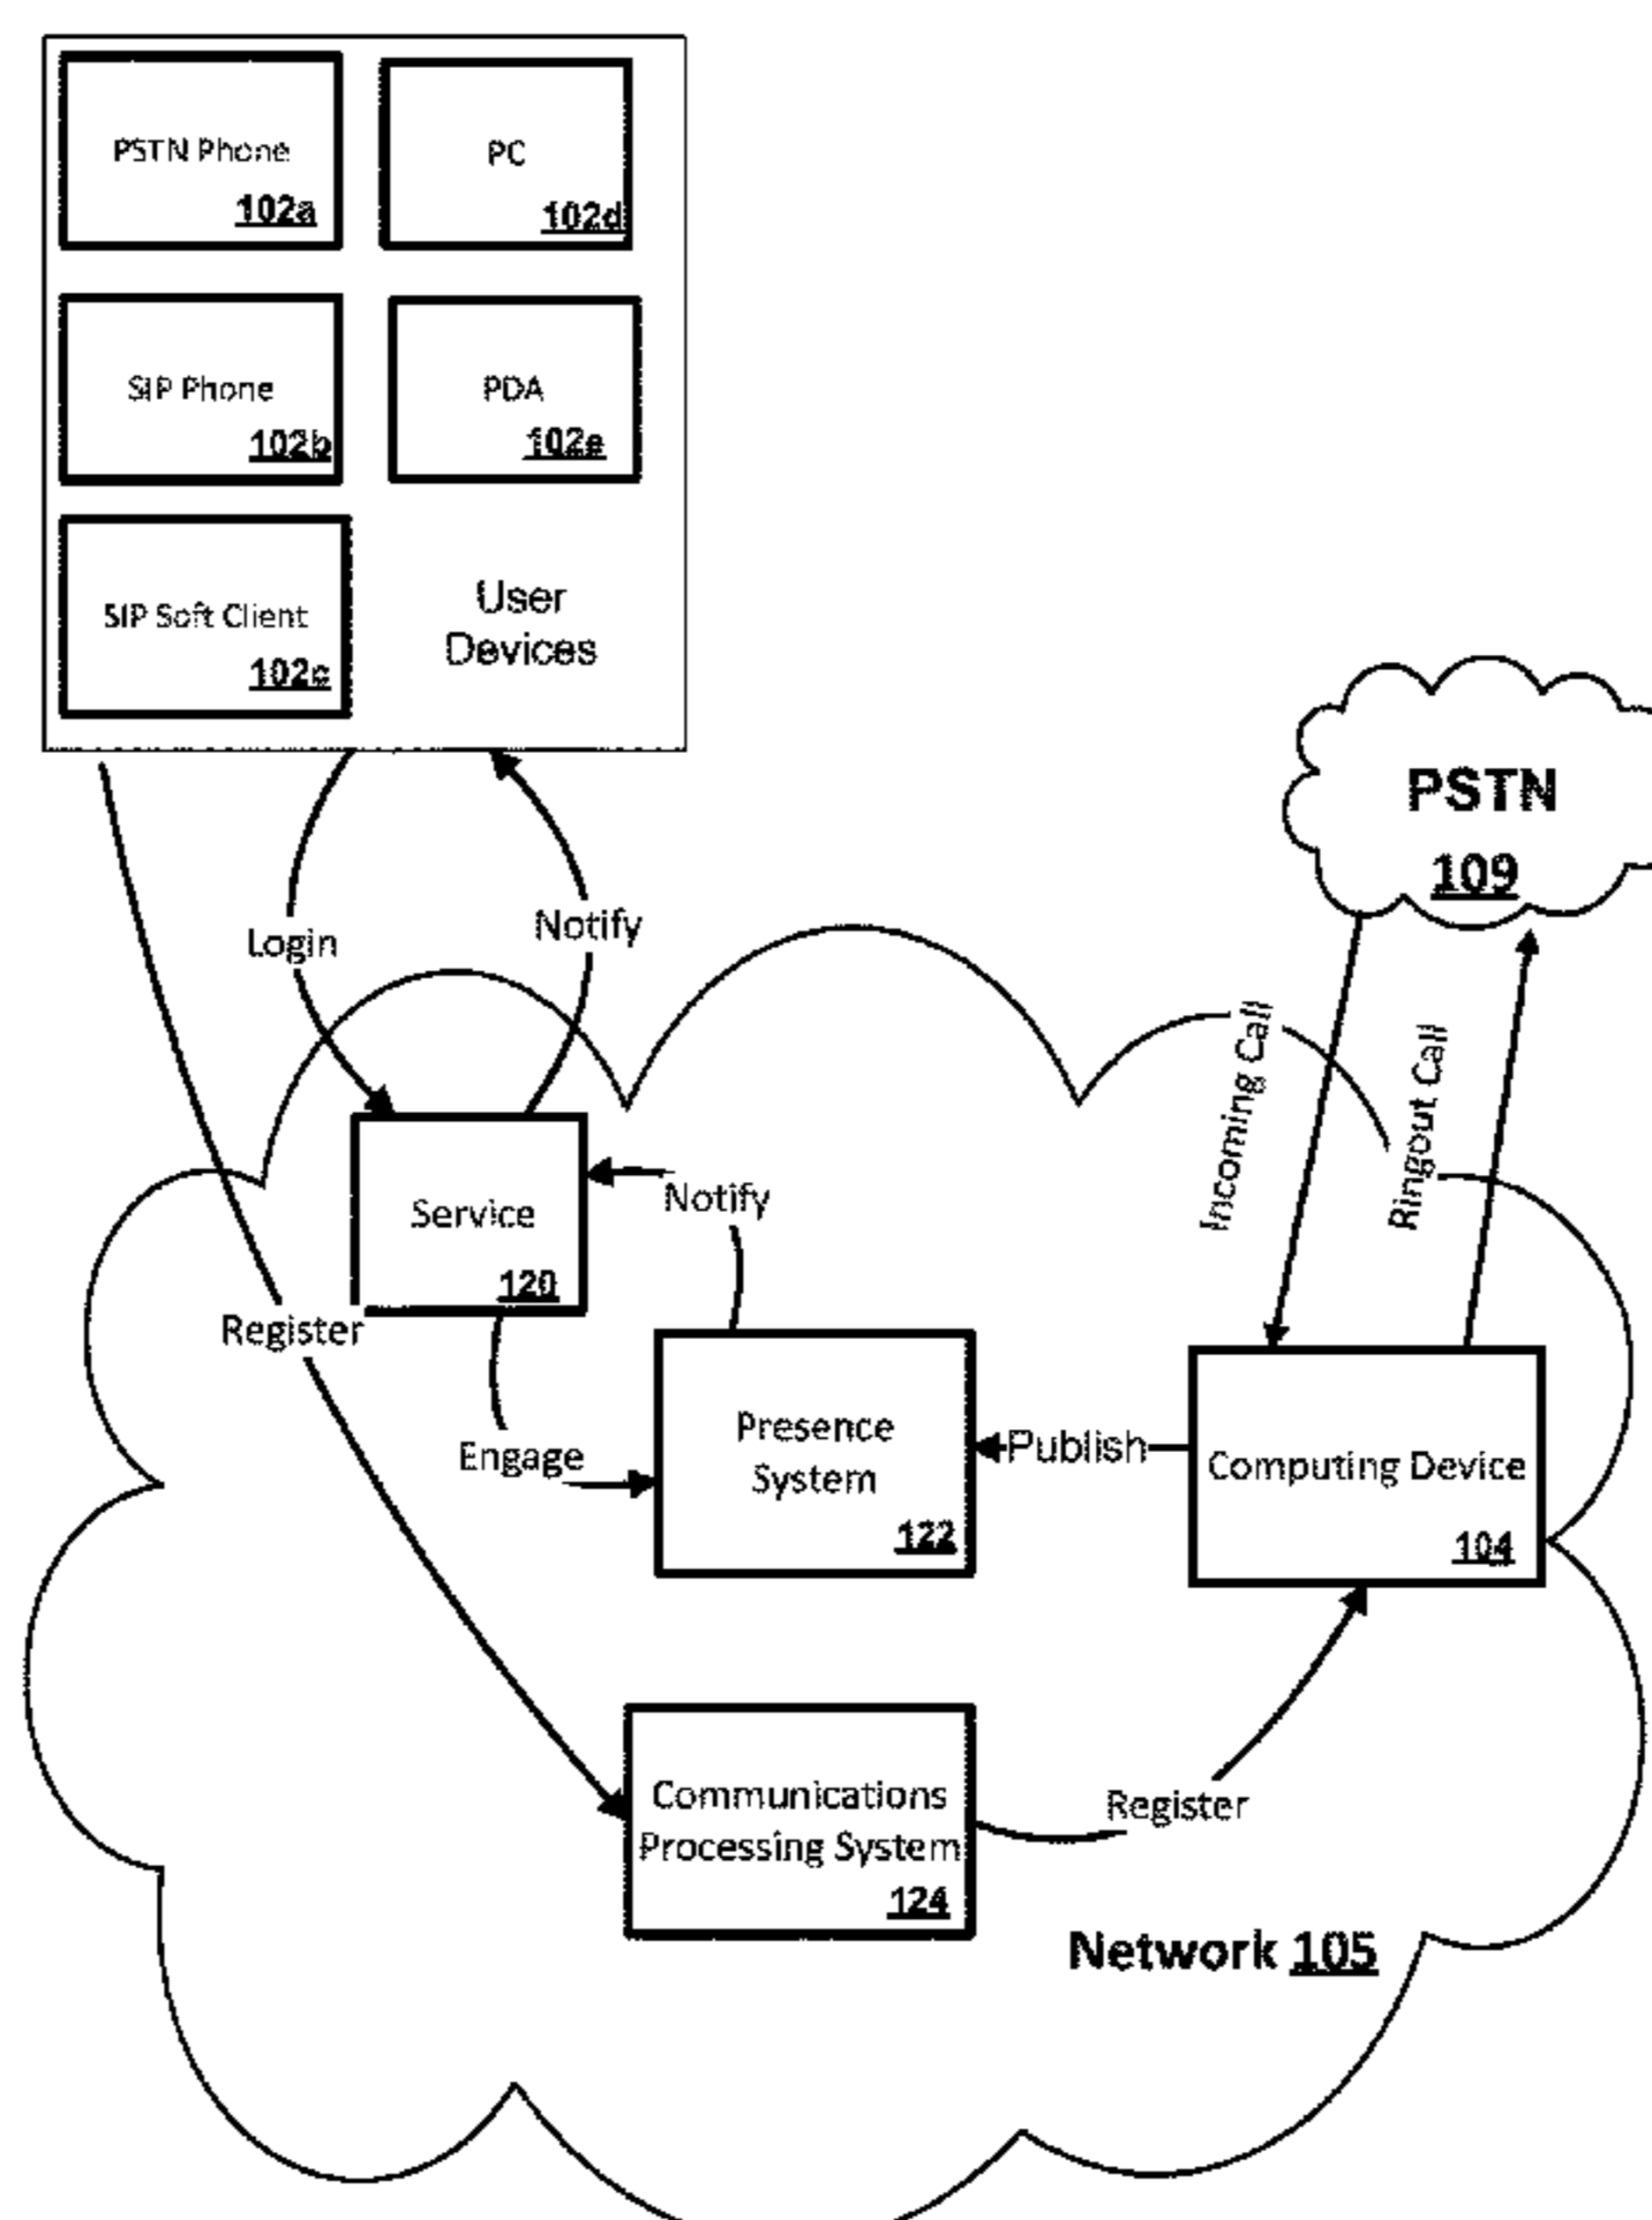 PSTN Phone
102a
PC
102d
SIP Phone
102b
PDA
102e
SIP Soft Client
102c
User
Devices
PSTN
109
Login
Notify
Incoming Call
Ringout Call
Service
120
Notify
Register
Engage
Presence
System
122
Publish
Computing Device
104
Communications
Processing System
124
Register
Network 105